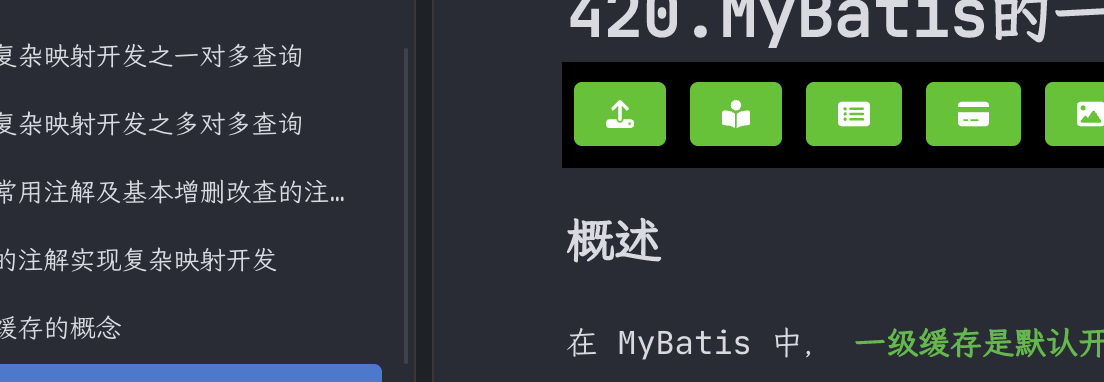 复杂映射开发之一对多查询
复杂映射开发之多对多查询
常用注解及基本增删改查的注…
的注解实现复杂映射开发
缓存的概念
420.MyBatis的一
概述
在 MyBatis 中， 一级缓存是默认开